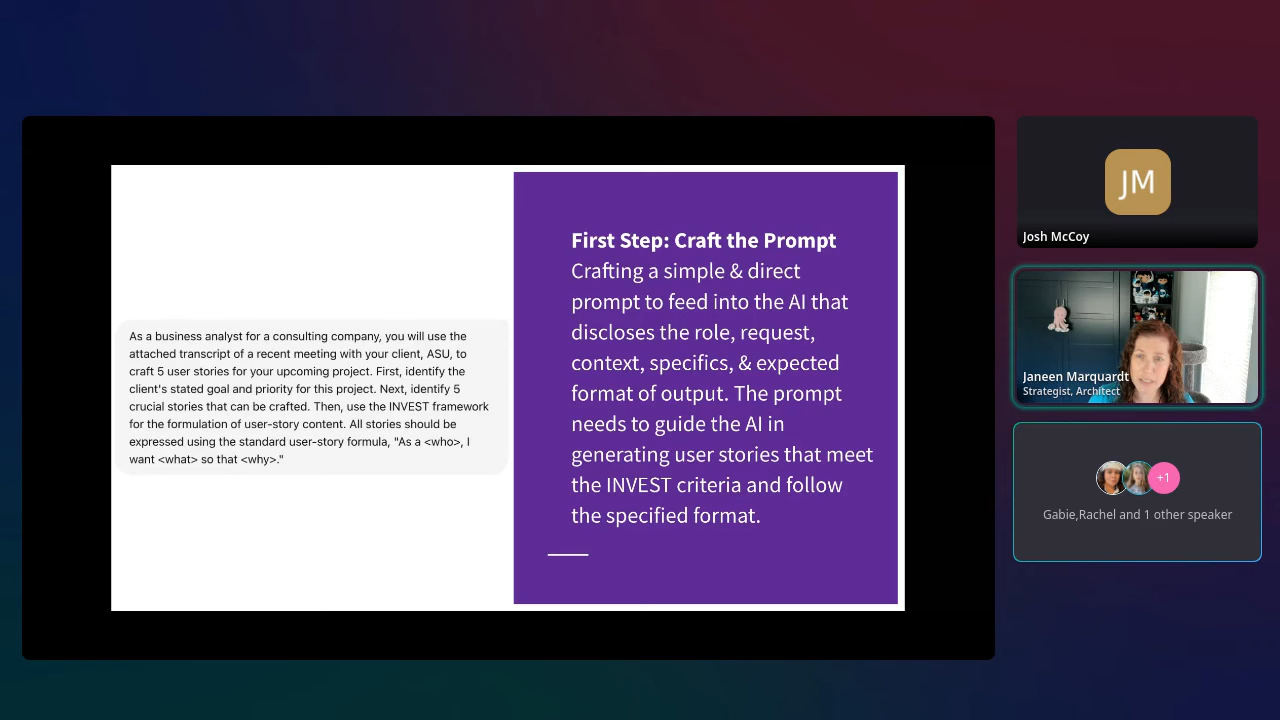 As a business analyst for a consulting company, you will use the
attached transcript of a recent meeting with your client, ASU, to
craft 5 user stories for your upcoming project. First, identify the
client's stated goal and priority for this project. Next, identify 5
crucial stories that can be crafted. Then, use the INVEST framework
for the formulation of user-story content. All stories should be
expressed using the standard user-story formula, "As a <who>, I
want <what> so that <why>."
First Step: Craft the Prompt
Crafting a simple & direct
prompt to feed into the AI that
discloses the role, request,
context, specifics, & expected
format of output. The prompt
needs to guide the AI in
generating user stories that meet
the INVEST criteria and follow
the specified format.
JM
Josh McCoy
Janeen Marquardt
Strategist, Architect
+1
Gabie,Rachel and 1 other speaker